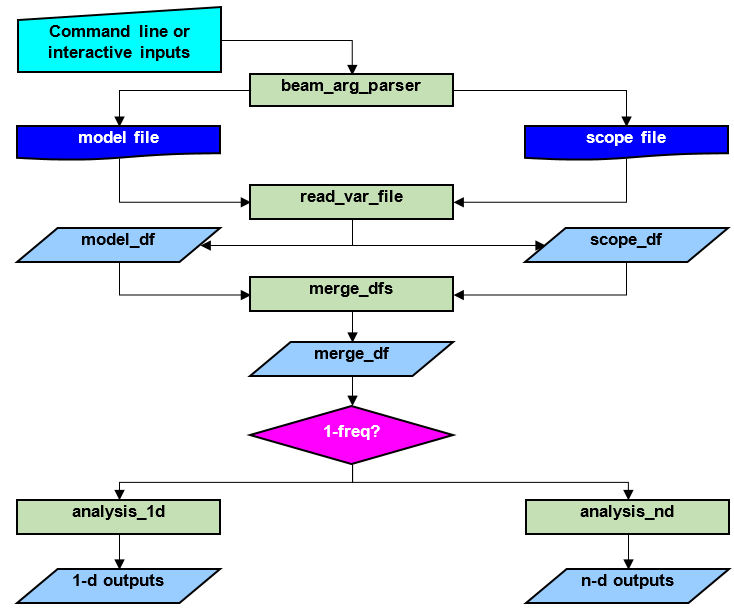 Command line or
interactive inputs
beam_arg_parser
model file
scope file
read_var_file
model_df
scope_df
merge_dfs
merge_df
1-freq?
analysis_1d
analysis_nd
1-d outputs
n-d outputs